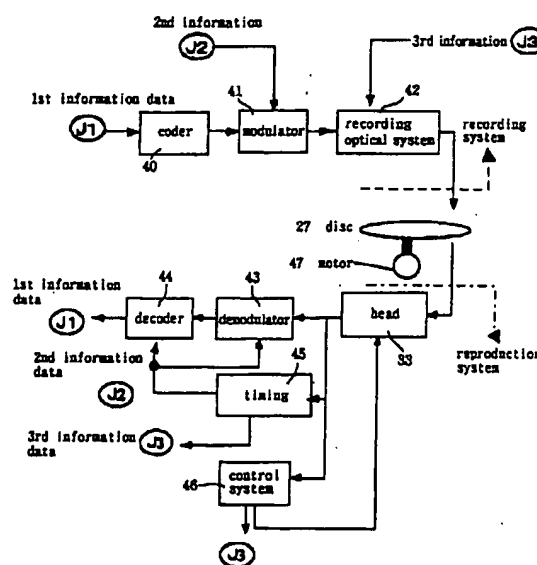 2nd information
J2
3rd information J3
1st information data
41
42
J1
coder
modulator
recording
optical system
40
recording
system
27 disc
47 motor
1st information
data
44
43
J1
decoder
demodulator
head
33
2nd information
data
45
reproduction
system
J2
timing
3rd information
data
J3
control
system
46
J3